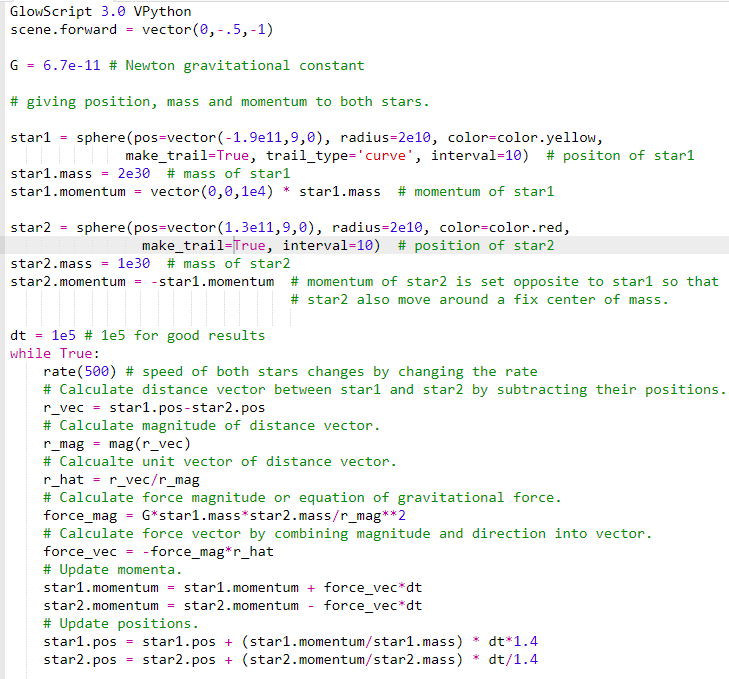 GlowScript 3.0 VPython
scene.forward = vector(0,-.5,-1)
G = 6.7e-11 # Newton gravitational constant
# giving position, mass and momentum to both stars.
star1 = sphere(pos=vector(-1.9e11,9,0), radius=2e10, color=color.yellow,
make_trail=True, trail_type='curve', interval=10)  # positon of star1
star1.mass = 2e30  # mass of star1
star1.momentum = vector(0,0,1e4) * star1.mass  # momentum of star1
star2 = sphere(pos=vector(1.3e11,9,0), radius=2e10, color=color.red,
make_trail=True, interval=10)  # position of star2
star2.mass = 1e30  # mass of star2
star2.momentum = -star1.momentum  # momentum of star2 is set opposite to star1 so that
# star2 also move around a fix center of mass.
dt = 1e5 # 1e5 for good results
while True:
rate(500) # speed of both stars changes by changing the rate
# Calculate distance vector between star1 and star2 by subtracting their positions.
r_vec = star1.pos-star2.pos
# Calculate magnitude of distance vector.
r_mag = mag(r_vec)
# Calcualte unit vector of distance vector.
r_hat = r_vec/r_mag
# Calculate force magnitude or equation of gravitational force.
force_mag = G*star1.mass*star2.mass/r_mag**2
# Calculate force vector by combining magnitude and direction into vector.
force_vec = -force_mag*r_hat
# Update momenta.
star1.momentum = star1.momentum + force_vec*dt
star2.momentum = star2.momentum - force_vec*dt
# Update positions.
star1.pos = star1.pos + (star1.momentum/star1.mass) * dt*1.4
star2.pos = star2.pos + (star2.momentum/star2.mass) * dt/1.4